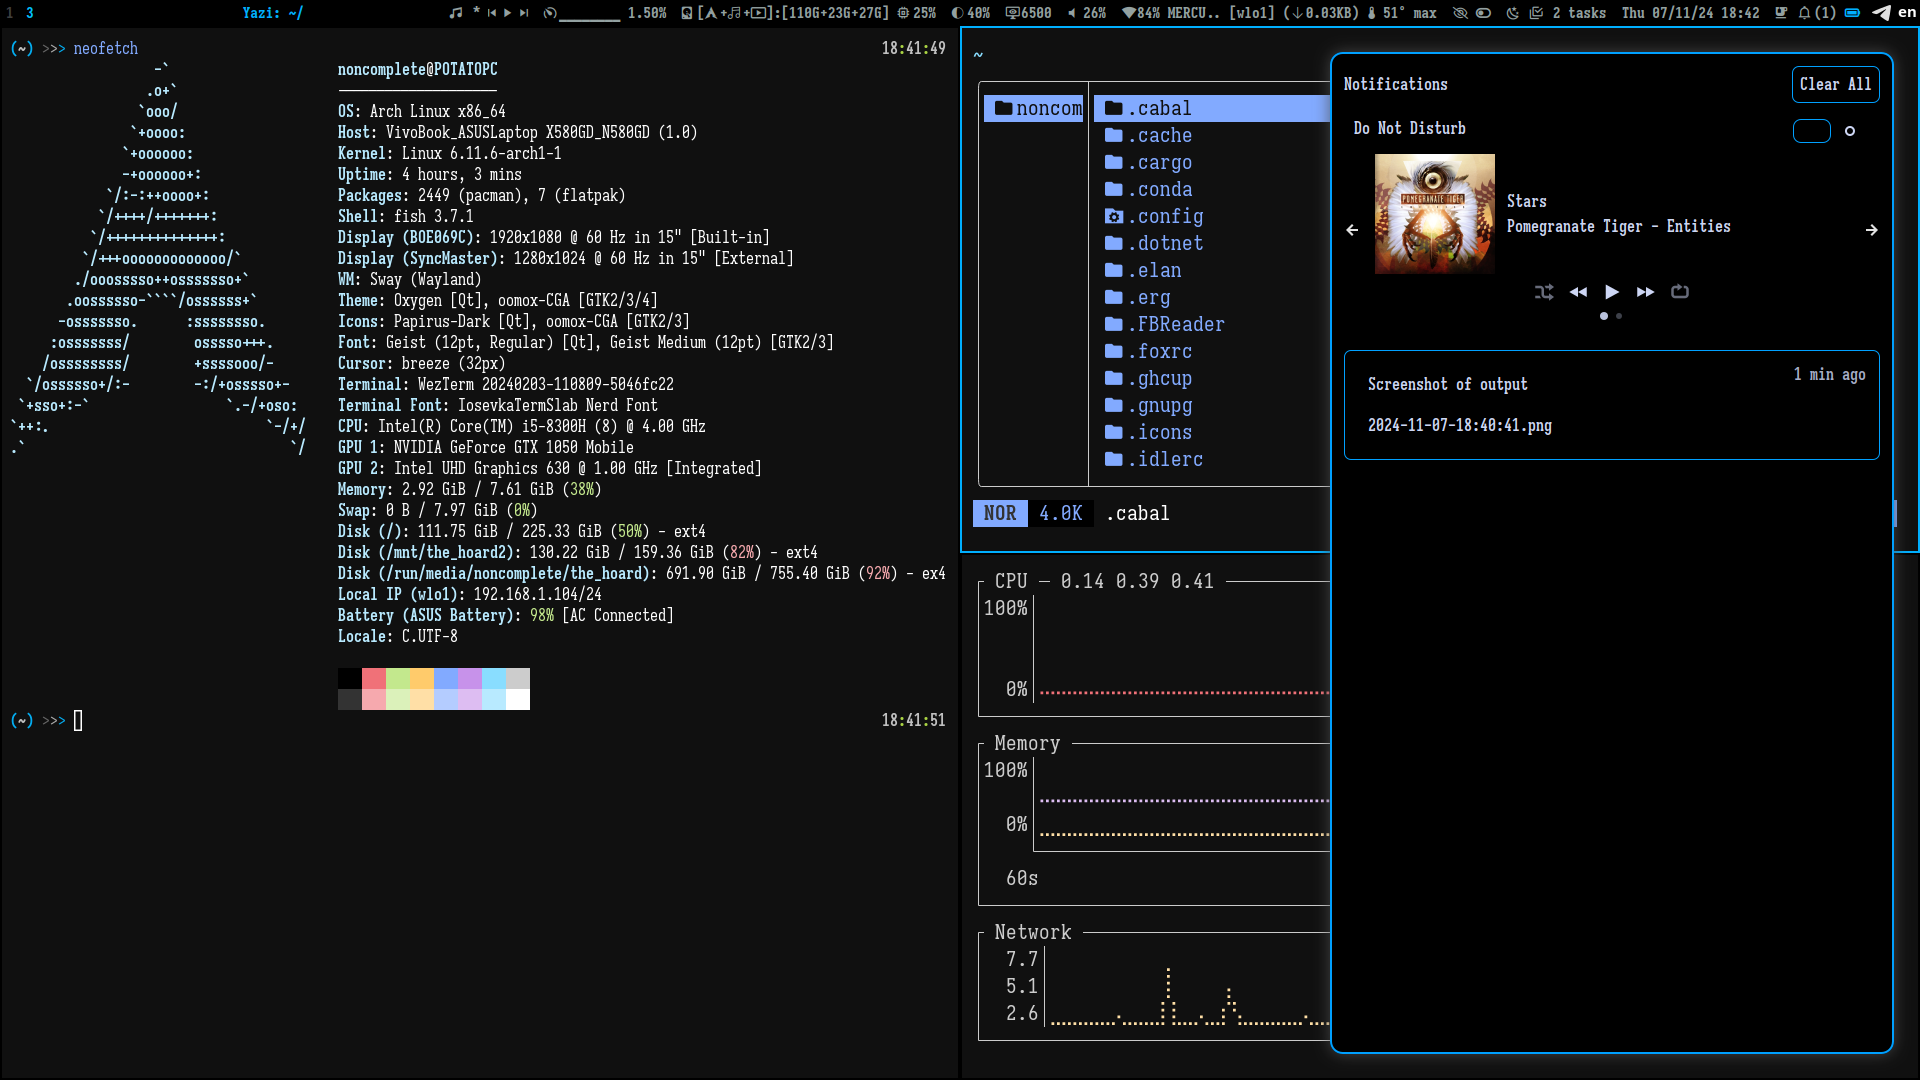 1 3 Yazi: ~/ * 1.50% [ + + ]:[110G+23G+27G] 25% 40% 6500 26% 84% MERCU.. [wlo1] (↓0.03KB) 51° max 2 tasks Thu 07/11/24 18:42 (1) en
(~) >>> neofetch 18:41:49
-`
.o+`
`ooo/
`+oooo:
`+oooooo:
-+oooooo+:
`/:-:++oooo+:
`/++++/+++++++:
`/++++++++++++++:
`/+++ooooooooooooo/`
./ooosssso++osssssso+`
.oossssso-````/ossssss+`
-osssssso.      :ssssssso.
:osssssss/        osssso+++.
/ossssssss/        +ssssooo/-
`/ossssso+/:-        -:/+osssso+-
`+sso+:-`                 `.-/+oso:
`++:.                           `-/+/
.`                                 `/
noncomplete@POTATOPC
--------------------
OS: Arch Linux x86_64
Host: VivoBook_ASUSLaptop X580GD_N580GD (1.0)
Kernel: Linux 6.11.6-arch1-1
Uptime: 4 hours, 3 mins
Packages: 2449 (pacman), 7 (flatpak)
Shell: fish 3.7.1
Display (BOE069C): 1920x1080 @ 60 Hz in 15" [Built-in]
Display (SyncMaster): 1280x1024 @ 60 Hz in 15" [External]
WM: Sway (Wayland)
Theme: Oxygen [Qt], oomox-CGA [GTK2/3/4]
Icons: Papirus-Dark [Qt], oomox-CGA [GTK2/3]
Font: Geist (12pt, Regular) [Qt], Geist Medium (12pt) [GTK2/3]
Cursor: breeze (32px)
Terminal: WezTerm 20240203-110809-5046fc22
Terminal Font: IosevkaTermSlab Nerd Font
CPU: Intel(R) Core(TM) i5-8300H (8) @ 4.00 GHz
GPU 1: NVIDIA GeForce GTX 1050 Mobile
GPU 2: Intel UHD Graphics 630 @ 1.00 GHz [Integrated]
Memory: 2.92 GiB / 7.61 GiB (38%)
Swap: 0 B / 7.97 GiB (0%)
Disk (/): 111.75 GiB / 225.33 GiB (50%) - ext4
Disk (/mnt/the_hoard2): 130.22 GiB / 159.36 GiB (82%) - ext4
Disk (/run/media/noncomplete/the_hoard): 691.90 GiB / 755.40 GiB (92%) - ex4
Local IP (wlo1): 192.168.1.104/24
Battery (ASUS Battery): 98% [AC Connected]
Locale: C.UTF-8
(~) >>> 18:41:51
~
noncom
.cabal
.cache
.cargo
.conda
.config
.dotnet
.elan
.erg
.FBReader
.foxrc
.ghcup
.gnupg
.icons
.idlerc
NOR 4.0K .cabal
CPU — 0.14 0.39 0.41
100%
0%
Memory
100%
0%
60s
Network
7.7
5.1
2.6
Notifications
Clear All
Do Not Disturb
POMEGRANATE TIGER
Stars
Pomegranate Tiger - Entities
Screenshot of output
1 min ago
2024-11-07-18:40:41.png